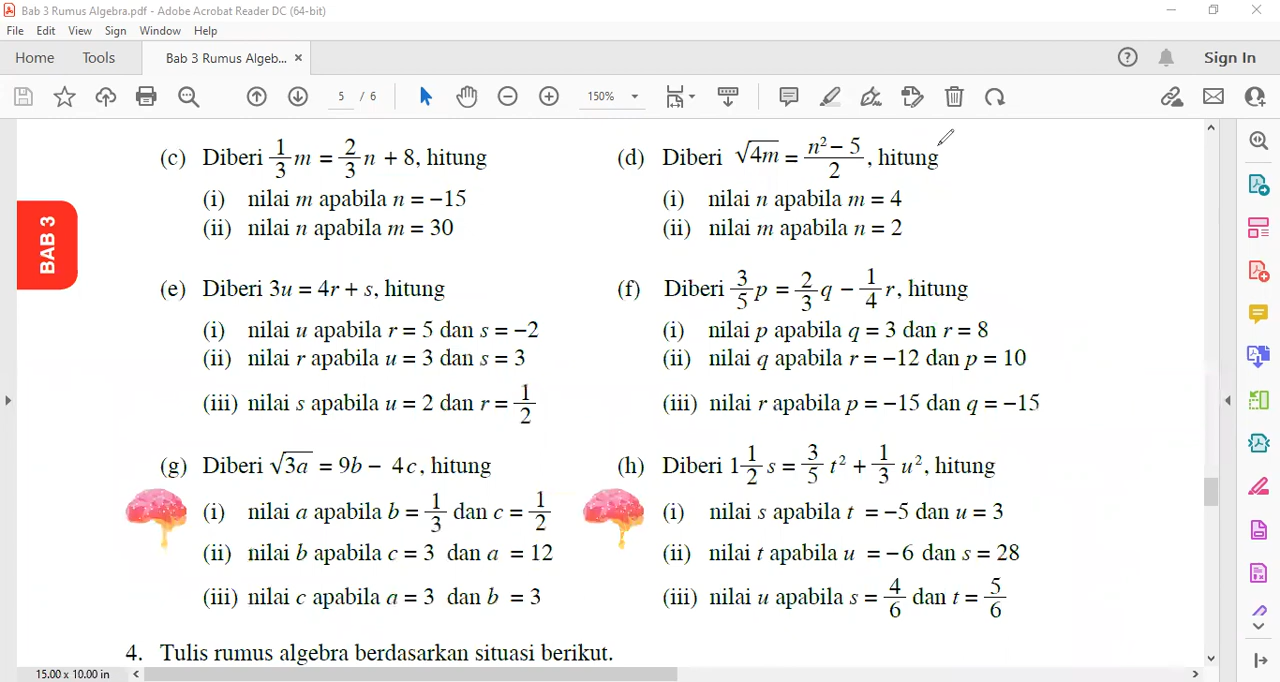 Bab 3 Rumus Algebra.pdf - Adobe Acrobat Reader DC (64-bit)
File Edit View Sign Window Help
Home Tools Bab 3 Rumus Algeb... × Sign In
5 / 6 150%
(c) Diberi 1/3 m = 2/3 n + 8, hitung
(i) nilai m apabila n = −15
(ii) nilai n apabila m = 30
(d) Diberi √4m = (n² − 5)/2, hitung
(i) nilai n apabila m = 4
(ii) nilai m apabila n = 2
BAB 3
(e) Diberi 3u = 4r + s, hitung
(i) nilai u apabila r = 5 dan s = −2
(ii) nilai r apabila u = 3 dan s = 3
(iii) nilai s apabila u = 2 dan r = 1/2
(f) Diberi 3/5 p = 2/3 q − 1/4 r, hitung
(i) nilai p apabila q = 3 dan r = 8
(ii) nilai q apabila r = −12 dan p = 10
(iii) nilai r apabila p = −15 dan q = −15
(g) Diberi √3a = 9b − 4c, hitung
(i) nilai a apabila b = 1/3 dan c = 1/2
(ii) nilai b apabila c = 3 dan a = 12
(iii) nilai c apabila a = 3 dan b = 3
(h) Diberi 1 1/2 s = 3/5 t² + 1/3 u², hitung
(i) nilai s apabila t = −5 dan u = 3
(ii) nilai t apabila u = −6 dan s = 28
(iii) nilai u apabila s = 4/6 dan t = 5/6
4. Tulis rumus algebra berdasarkan situasi berikut.
15.00 x 10.00 in